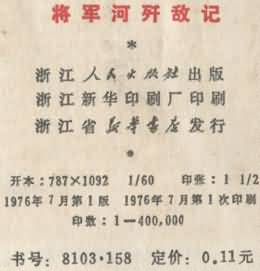 将军河歼敌记
*
浙江人民出版社出版
浙江新华印刷厂印刷
浙江省新华书店发行
*
开本：787×1092 1/60 印张：1 1/2
1976年7月第1版 1976年7月第1次印刷
印数：1—400,000
书号：8103·158 定价：0.11元